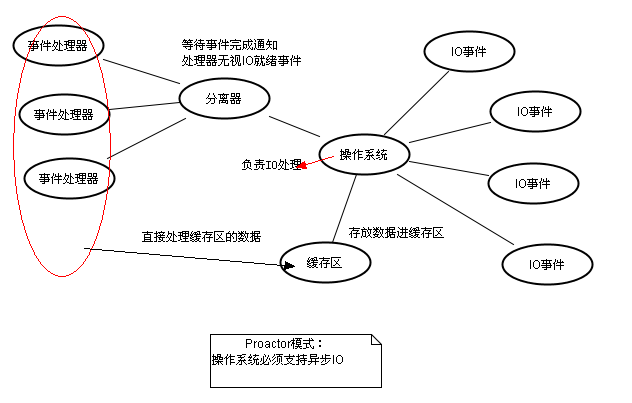 事件处理器
等待事件完成通知
处理器无视IO就绪事件
IO事件
事件处理器
分离器
IO事件
事件处理器
负责IO处理
操作系统
IO事件
直接处理缓存区的数据
存放数据进缓存区
缓存区
IO事件
Proactor模式：
操作系统必须支持异步IO